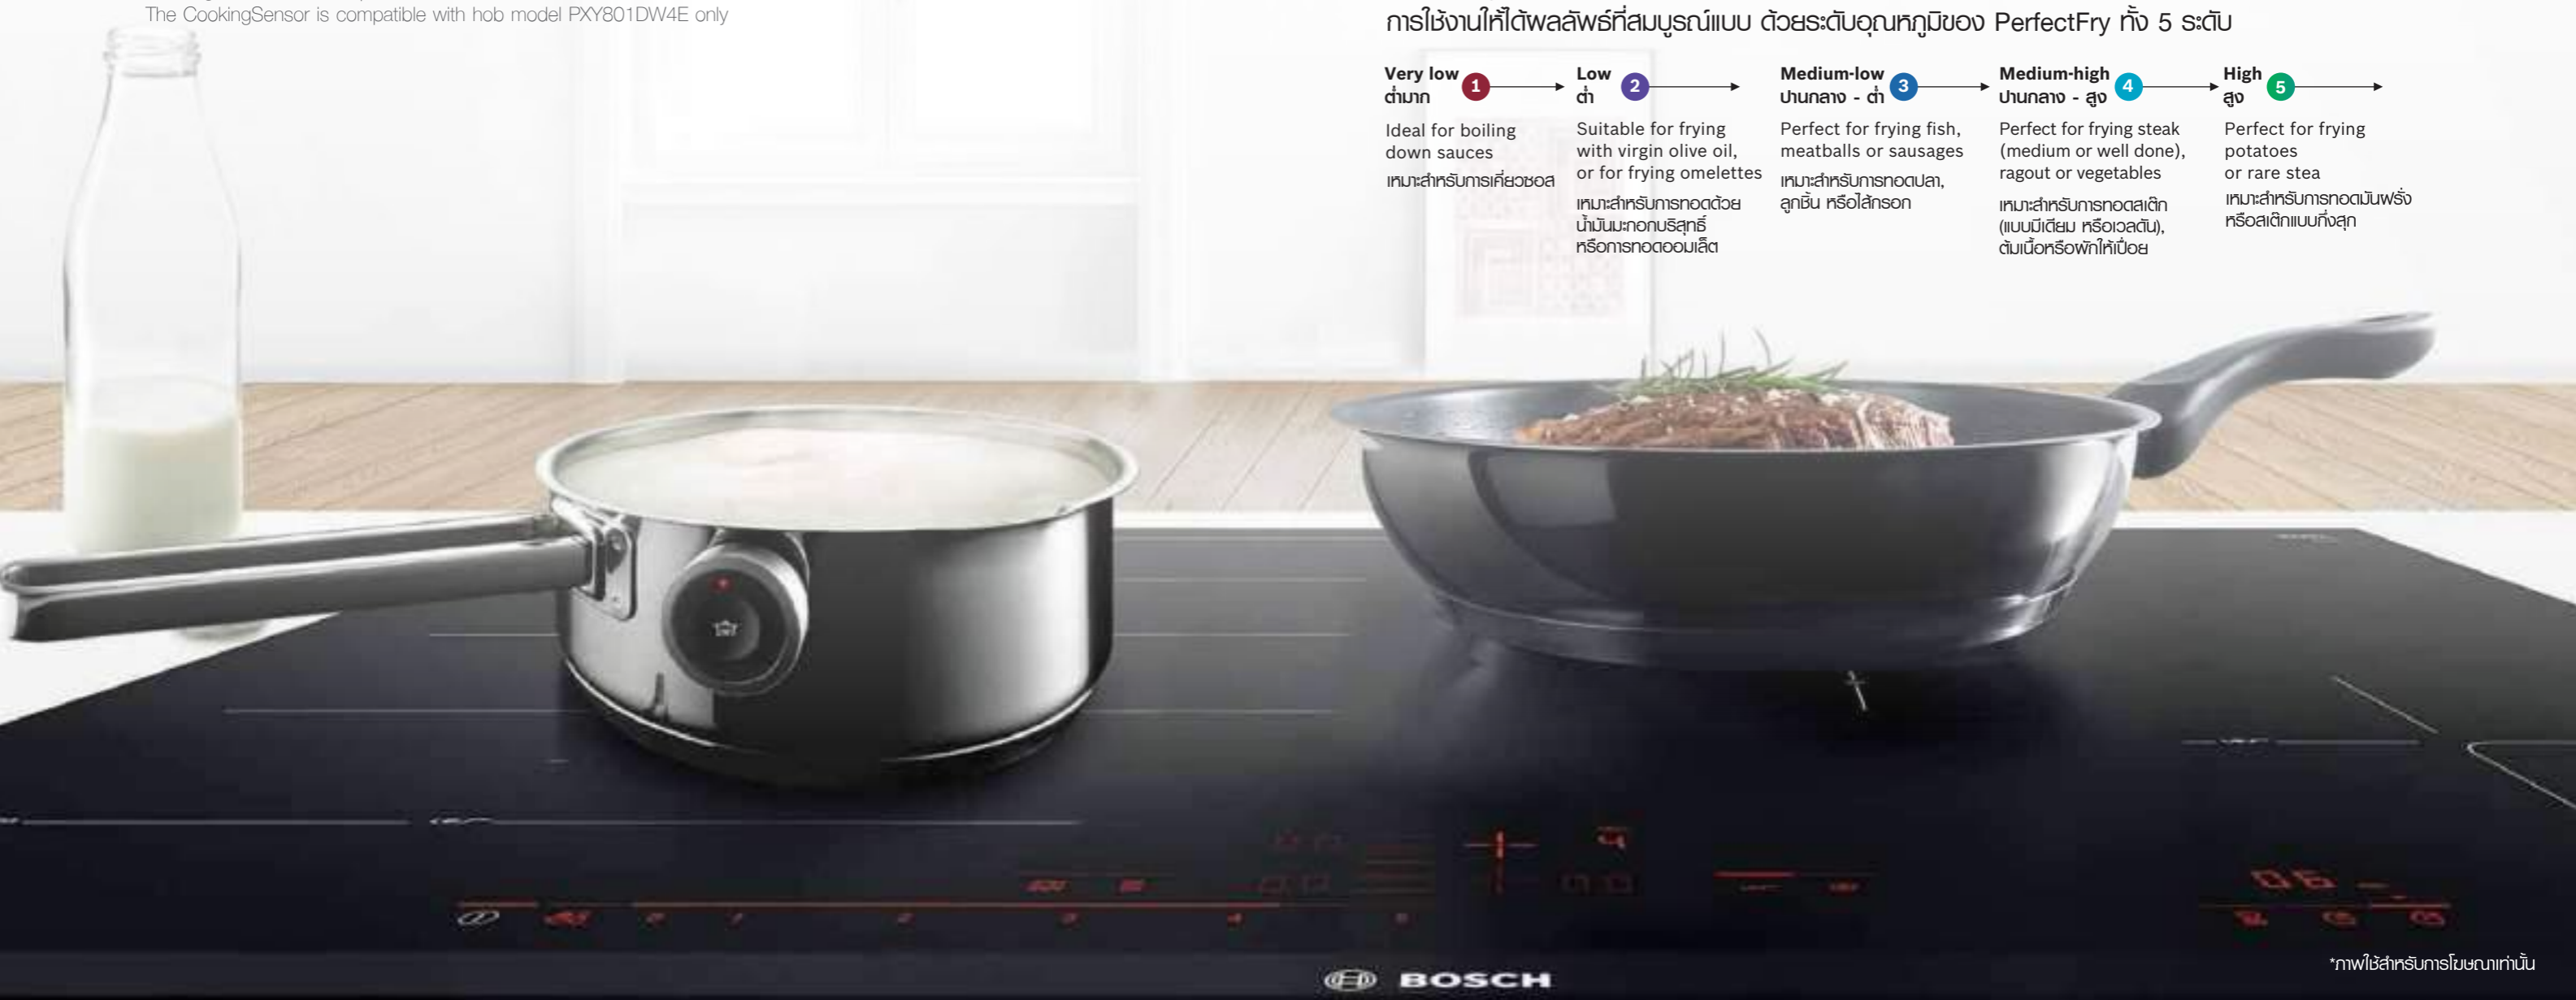 The CookingSensor is compatible with hob model PXY801DW4E only
การใช้งานให้ได้ผลลัพธ์ที่สมบูรณ์แบบ ด้วยระดับอุณหภูมิของ PerfectFry ทั้ง 5 ระดับ
Very low
ต่ำมาก
1
Ideal for boiling
down sauces
เหมาะสำหรับการเคี่ยวซอส
Low
ต่ำ
2
Suitable for frying
with virgin olive oil,
or for frying omelettes
เหมาะสำหรับการทอดด้วย
น้ำมันมะกอกบริสุทธิ์
หรือการทอดออมเล็ต
Medium-low
ปานกลาง - ต่ำ
3
Perfect for frying fish,
meatballs or sausages
เหมาะสำหรับการทอดปลา,
ลูกชิ้น หรือไส้กรอก
Medium-high
ปานกลาง - สูง
4
Perfect for frying steak
(medium or well done),
ragout or vegetables
เหมาะสำหรับการทอดสเต๊ก
(แบบมีเดียม หรือเวลดัน),
ต้มเนื้อหรือผักให้เปื่อย
High
สูง
5
Perfect for frying
potatoes
or rare stea
เหมาะสำหรับการทอดมันฝรั่ง
หรือสเต๊กแบบกึ่งสุก
4
06
1 2 3 4 5
BOSCH
*ภาพใช้สำหรับการโฆษณาเท่านั้น